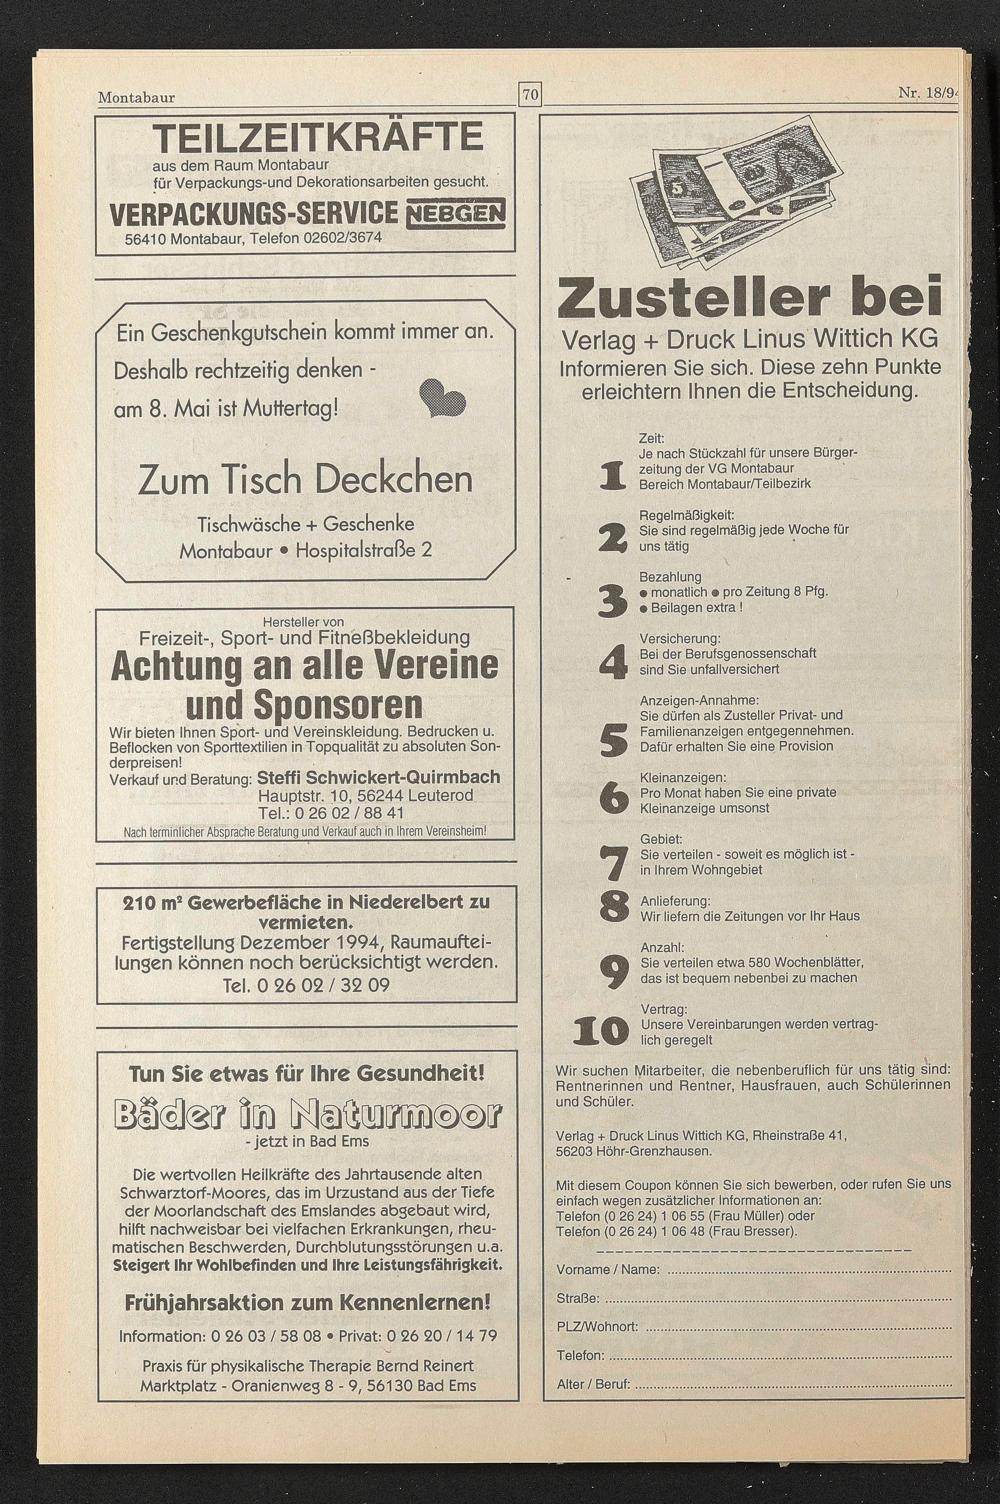 Montabaur
70
Nr. 18/94
TEILZEITKRÄFTE
aus dem Raum Montabaur
für Verpackungs-und Dekorationsarbeiten gesucht.
VERPACKUNGS-SERVICE NEBGEN
56410 Montabaur, Telefon 02602/3674
Ein Geschenkgutschein kommt immer an.
Deshalb rechtzeitig denken -
am 8. Mai ist Muttertag!
Zum Tisch Deckchen
Tischwäsche + Geschenke
Montabaur • Hospitalstraße 2
Hersteller von
Freizeit-, Sport- und Fitneßbekleidung
Achtung an alle Vereine
und Sponsoren
Wir bieten Ihnen Sport- und Vereinskleidung. Bedrucken u.
Beflocken von Sporttextilien in Topqualität zu absoluten Son-
derpreisen!
Verkauf und Beratung: Steffi Schwickert-Quirmbach
Hauptstr. 10, 56244 Leuterod
Tel.: 0 26 02 / 88 41
Nach terminlicher Absprache Beratung und Verkauf auch in Ihrem Vereinsheim!
210 m² Gewerbefläche in Niederelbert zu
vermieten.
Fertigstellung Dezember 1994, Raumauftei-
lungen können noch berücksichtigt werden.
Tel. 0 26 02 / 32 09
Tun Sie etwas für Ihre Gesundheit!
Bäder in Naturmoor
- jetzt in Bad Ems
Die wertvollen Heilkräfte des Jahrtausende alten
Schwarztorf-Moores, das im Urzustand aus der Tiefe
der Moorlandschaft des Emslandes abgebaut wird,
hilft nachweisbar bei vielfachen Erkrankungen, rheu-
matischen Beschwerden, Durchblutungsstörungen u.a.
Steigert Ihr Wohlbefinden und Ihre Leistungsfähigkeit.
Frühjahrsaktion zum Kennenlernen!
Information: 0 26 03 / 58 08 • Privat: 0 26 20 / 14 79
Praxis für physikalische Therapie Bernd Reinert
Marktplatz - Oranienweg 8 - 9, 56130 Bad Ems
5
Zusteller bei
Verlag + Druck Linus Wittich KG
Informieren Sie sich. Diese zehn Punkte
erleichtern Ihnen die Entscheidung.
1 Zeit:
Je nach Stückzahl für unsere Bürger-
zeitung der VG Montabaur
Bereich Montabaur/Teilbezirk
2 Regelmäßigkeit:
Sie sind regelmäßig jede Woche für
uns tätig
3 Bezahlung
• monatlich • pro Zeitung 8 Pfg.
• Beilagen extra !
4 Versicherung:
Bei der Berufsgenossenschaft
sind Sie unfallversichert
5 Anzeigen-Annahme:
Sie dürfen als Zusteller Privat- und
Familienanzeigen entgegennehmen.
Dafür erhalten Sie eine Provision
6 Kleinanzeigen:
Pro Monat haben Sie eine private
Kleinanzeige umsonst
7 Gebiet:
Sie verteilen - soweit es möglich ist -
in Ihrem Wohngebiet
8 Anlieferung:
Wir liefern die Zeitungen vor Ihr Haus
9 Anzahl:
Sie verteilen etwa 580 Wochenblätter,
das ist bequem nebenbei zu machen
10 Vertrag:
Unsere Vereinbarungen werden vertrag-
lich geregelt
Wir suchen Mitarbeiter, die nebenberuflich für uns tätig sind:
Rentnerinnen und Rentner, Hausfrauen, auch Schülerinnen
und Schüler.
Verlag + Druck Linus Wittich KG, Rheinstraße 41,
56203 Höhr-Grenzhausen.
Mit diesem Coupon können Sie sich bewerben, oder rufen Sie uns
einfach wegen zusätzlicher Informationen an:
Telefon (0 26 24) 1 06 55 (Frau Müller) oder
Telefon (0 26 24) 1 06 48 (Frau Bresser).
Vorname / Name:
Straße:
PLZ/Wohnort:
Telefon:
Alter / Beruf: